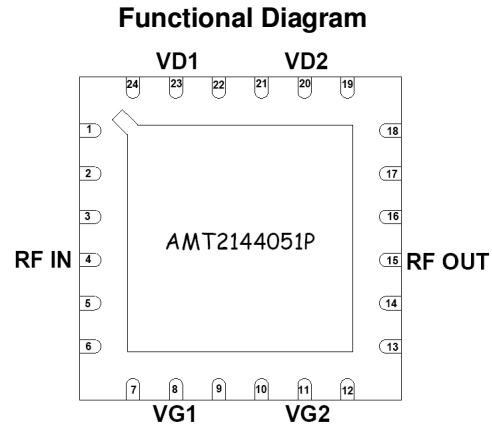 Functional Diagram
VD1 VD2
24 23 22 21 20 19
1 18
2 17
3 16
AMT2144051P
RF IN 4 15 RF OUT
5 14
6 13
7 8 9 10 11 12
VG1 VG2